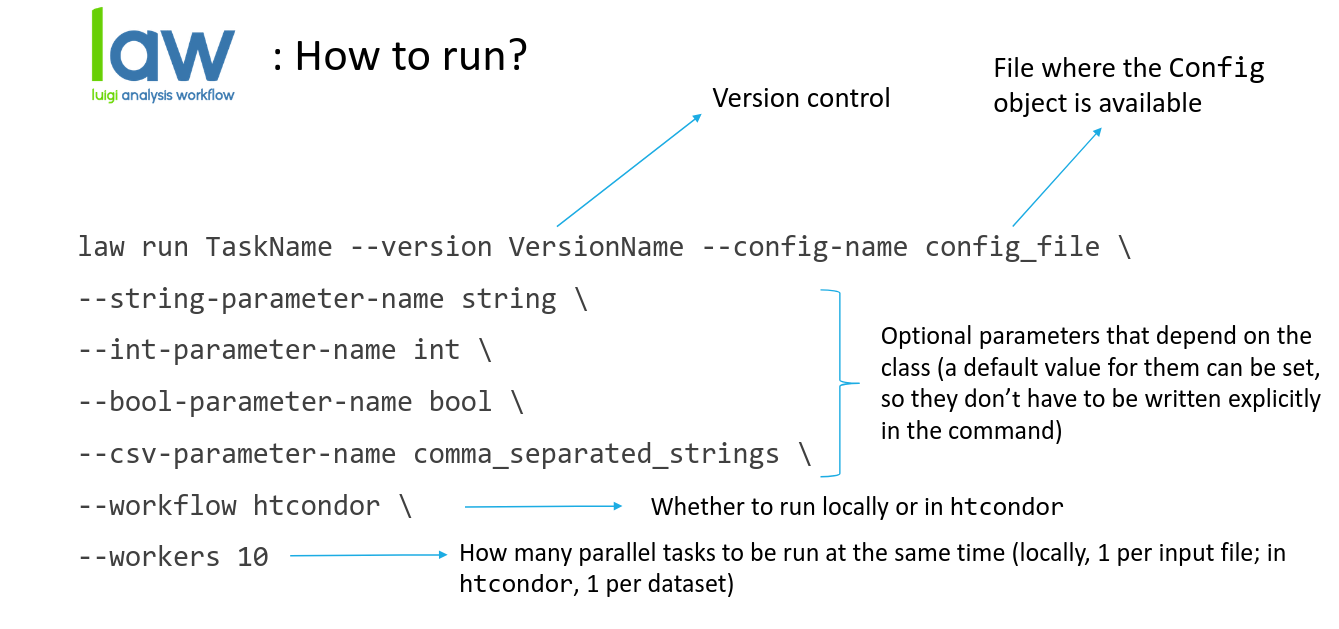 law
luigi analysis workflow
: How to run?
Version control
File where the Config
object is available
law run TaskName --version VersionName --config-name config_file \
--string-parameter-name string \
--int-parameter-name int \
--bool-parameter-name bool \
--csv-parameter-name comma_separated_strings \
Optional parameters that depend on the
class (a default value for them can be set,
so they don’t have to be written explicitly
in the command)
--workflow htcondor \
Whether to run locally or in htcondor
--workers 10
How many parallel tasks to be run at the same time (locally, 1 per input file; in
htcondor, 1 per dataset)